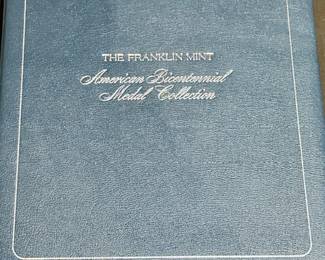 THE FRANKLIN MINT
American Bicentennial
Medal Collection